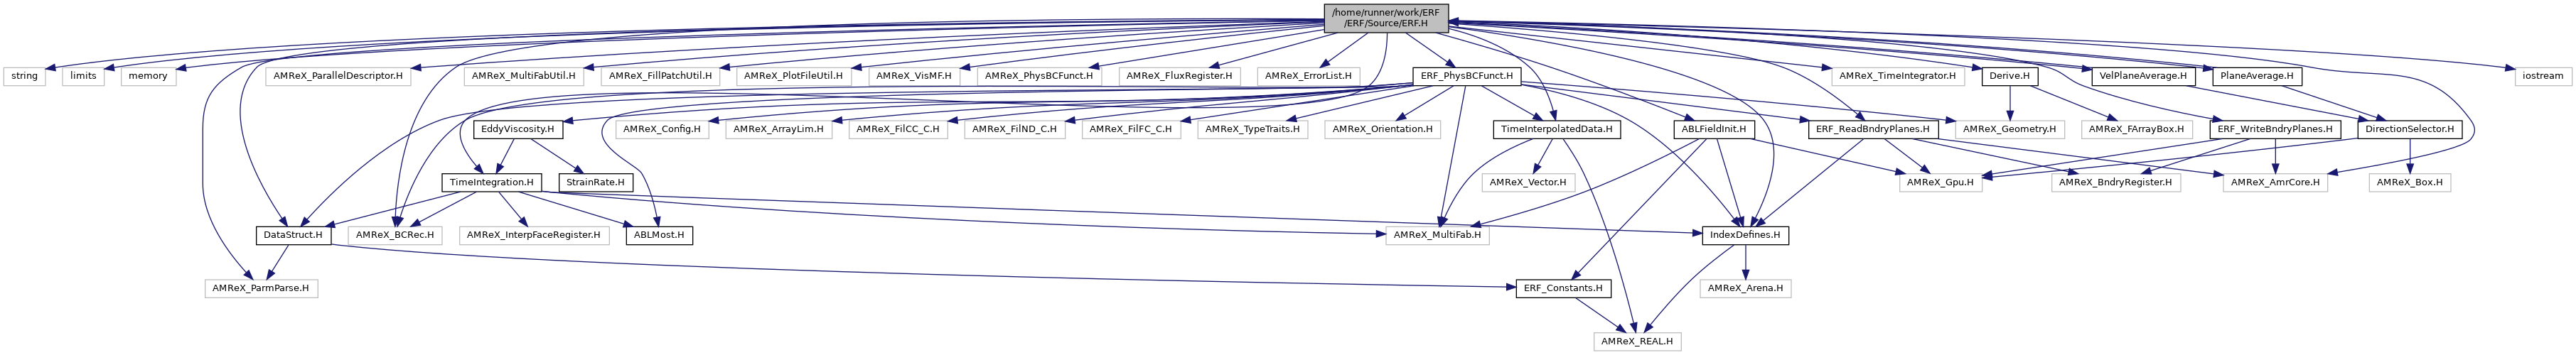 /home/runner/work/ERF
/ERF/Source/ERF.H
string
limits
memory
AMReX_ParallelDescriptor.H
AMReX_MultiFabUtil.H
AMReX_FillPatchUtil.H
AMReX_PlotFileUtil.H
AMReX_VisMF.H
AMReX_PhysBCFunct.H
AMReX_FluxRegister.H
AMReX_ErrorList.H
ERF_PhysBCFunct.H
AMReX_TimeIntegrator.H
Derive.H
VelPlaneAverage.H
PlaneAverage.H
iostream
EddyViscosity.H
AMReX_Config.H
AMReX_ArrayLim.H
AMReX_FilCC_C.H
AMReX_FilND_C.H
AMReX_FilFC_C.H
AMReX_TypeTraits.H
AMReX_Orientation.H
TimeInterpolatedData.H
ABLFieldInit.H
ERF_ReadBndryPlanes.H
AMReX_Geometry.H
AMReX_FArrayBox.H
ERF_WriteBndryPlanes.H
DirectionSelector.H
TimeIntegration.H
StrainRate.H
AMReX_Vector.H
AMReX_Gpu.H
AMReX_BndryRegister.H
AMReX_AmrCore.H
AMReX_Box.H
DataStruct.H
AMReX_BCRec.H
AMReX_InterpFaceRegister.H
ABLMost.H
AMReX_MultiFab.H
IndexDefines.H
AMReX_ParmParse.H
ERF_Constants.H
AMReX_Arena.H
AMReX_REAL.H